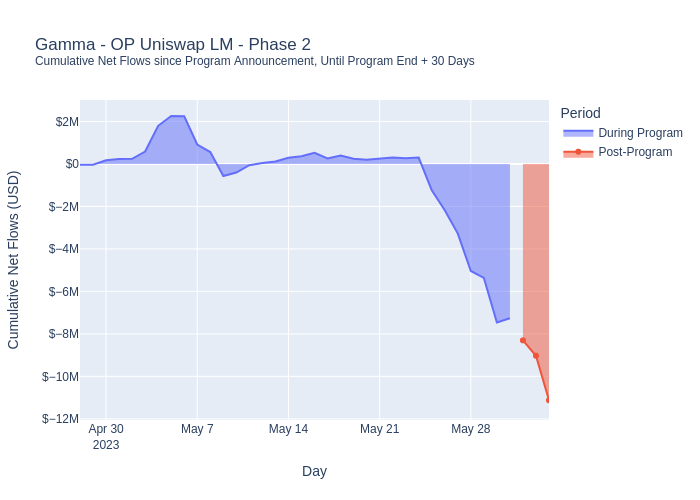 Gamma - OP Uniswap LM - Phase 2
Cumulative Net Flows since Program Announcement, Until Program End + 30 Days
Period
During Program
Post-Program
$2M
$0
$−2M
$−4M
$−6M
$−8M
$−10M
$−12M
Cumulative Net Flows (USD)
Apr 30
2023
May 7
May 14
May 21
May 28
Day